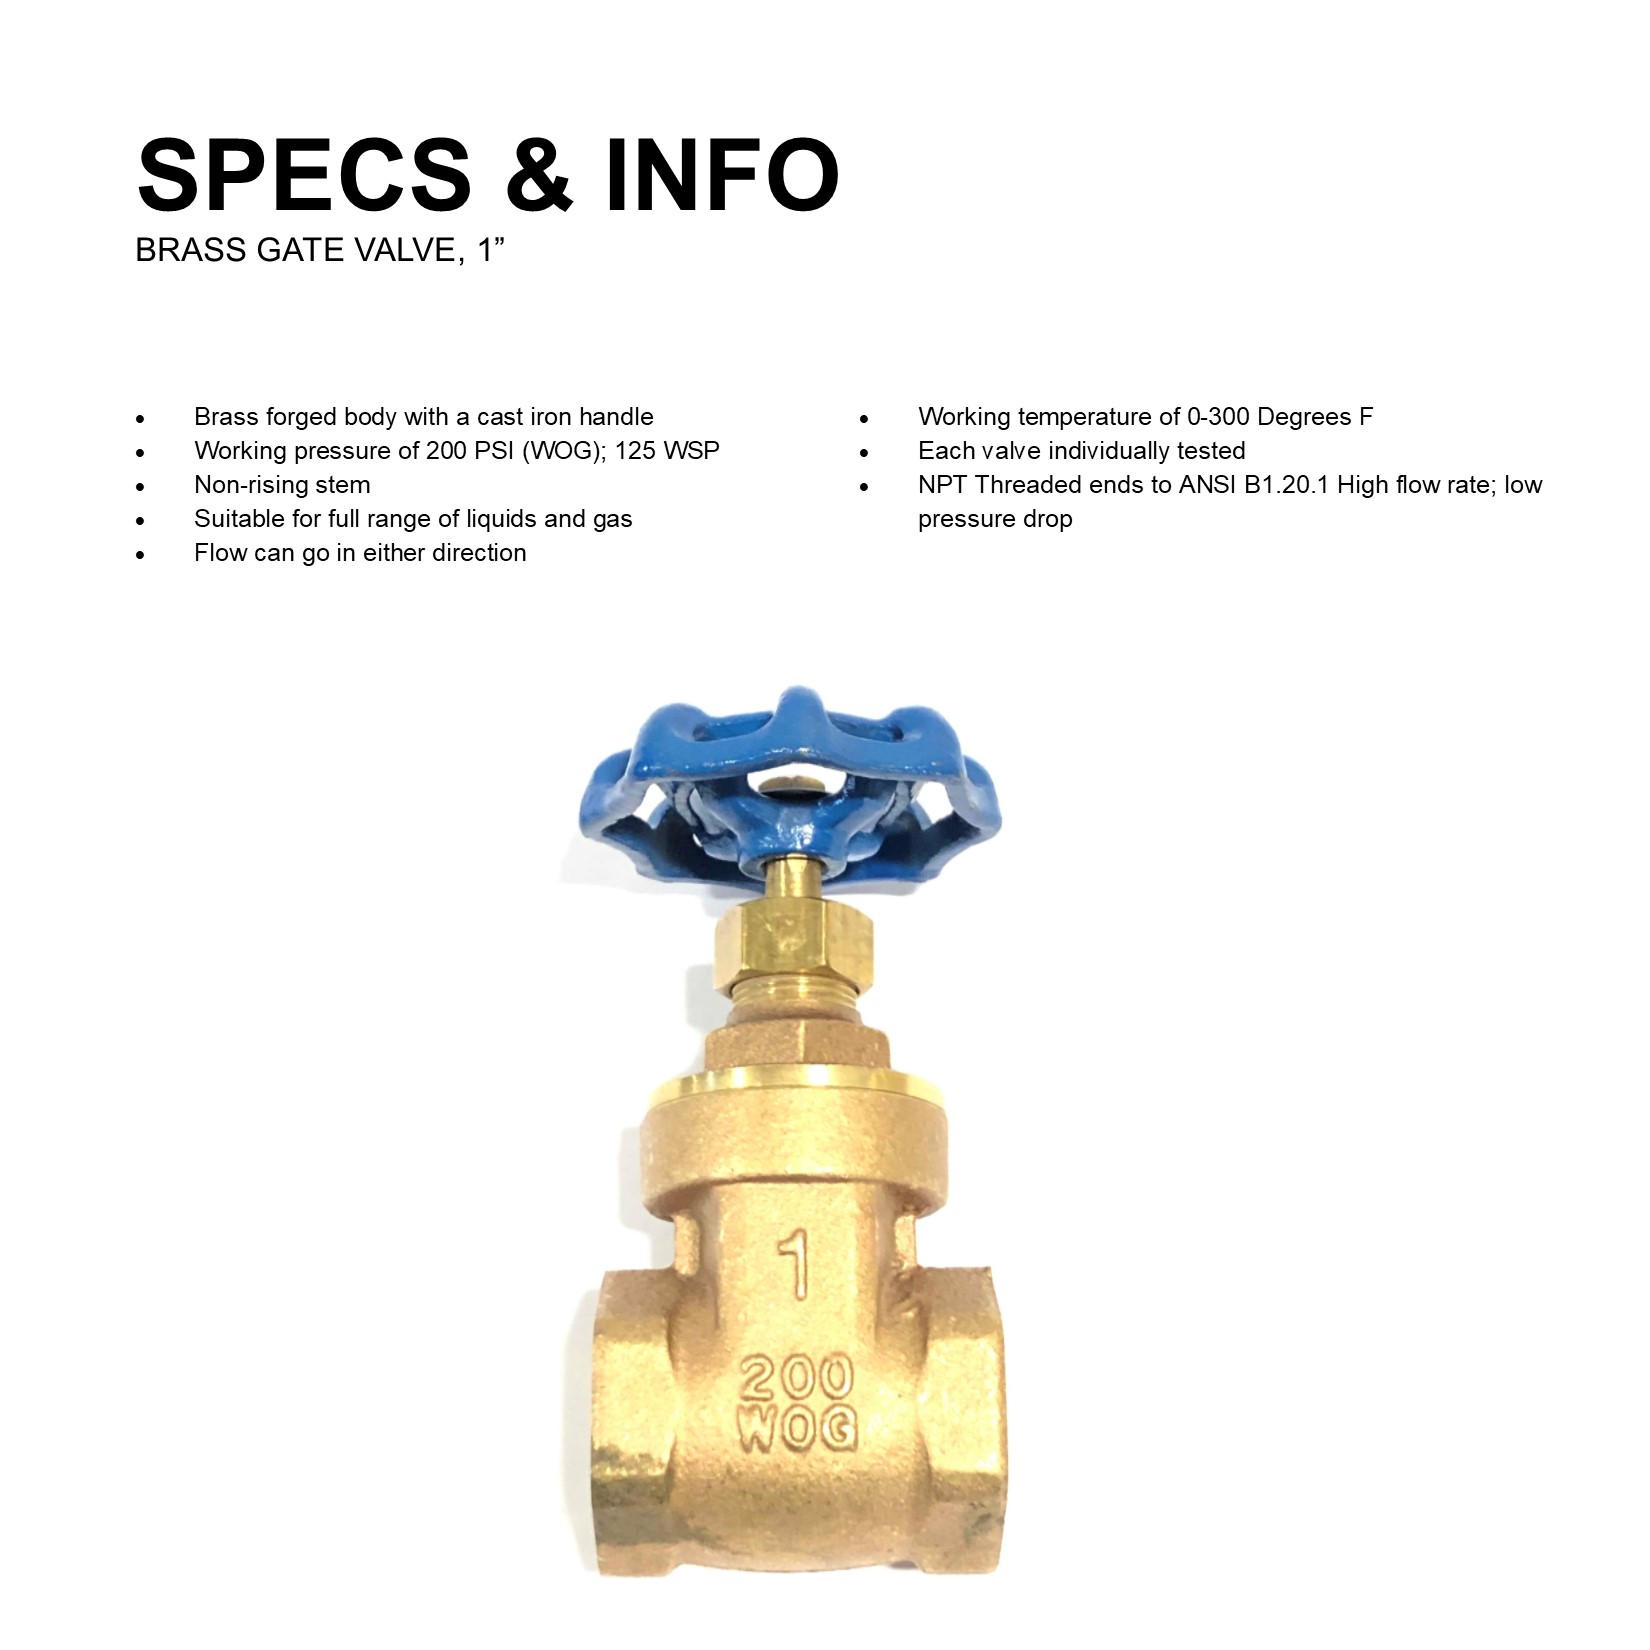 SPECS & INFO
BRASS GATE VALVE, 1”
• Brass forged body with a cast iron handle
• Working pressure of 200 PSI (WOG); 125 WSP
• Non-rising stem
• Suitable for full range of liquids and gas
• Flow can go in either direction
• Working temperature of 0-300 Degrees F
• Each valve individually tested
• NPT Threaded ends to ANSI B1.20.1 High flow rate; low
pressure drop
1
200
WOG